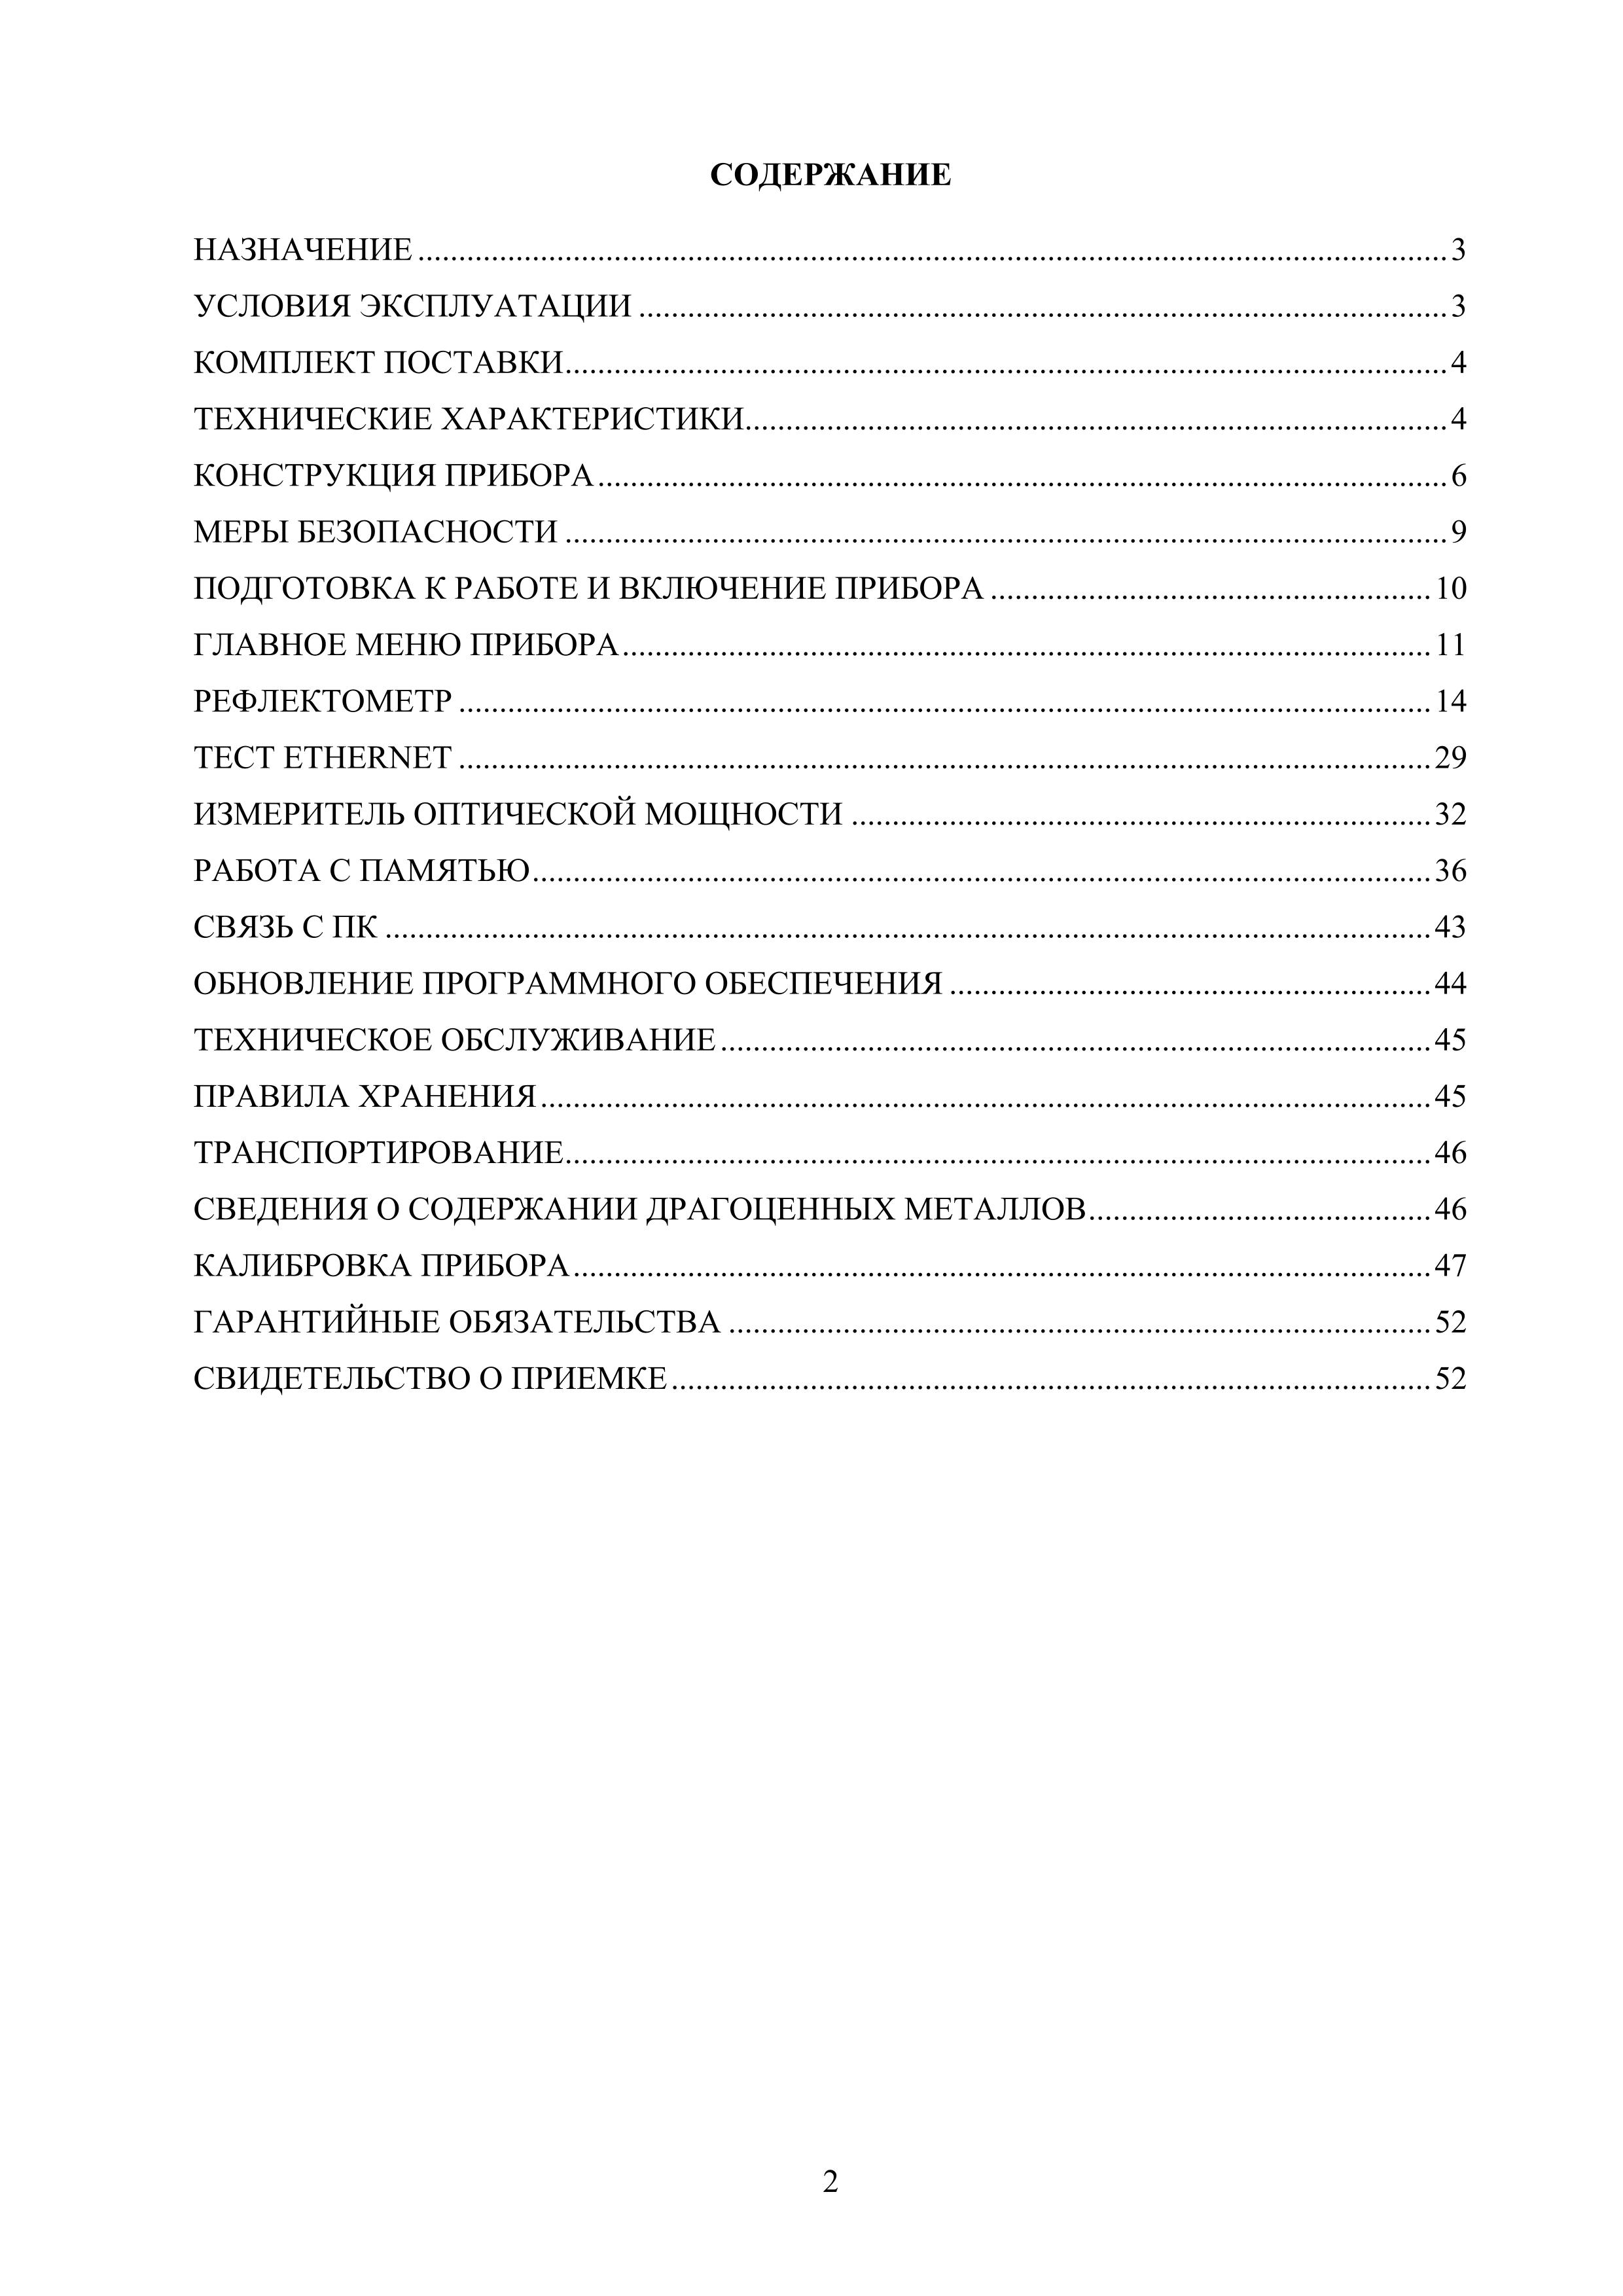 СОДЕРЖАНИЕ
НАЗНАЧЕНИЕ 3
УСЛОВИЯ ЭКСПЛУАТАЦИИ 3
КОМПЛЕКТ ПОСТАВКИ 4
ТЕХНИЧЕСКИЕ ХАРАКТЕРИСТИКИ 4
КОНСТРУКЦИЯ ПРИБОРА 6
МЕРЫ БЕЗОПАСНОСТИ 9
ПОДГОТОВКА К РАБОТЕ И ВКЛЮЧЕНИЕ ПРИБОРА 10
ГЛАВНОЕ МЕНЮ ПРИБОРА 11
РЕФЛЕКТОМЕТР 14
ТЕСТ ETHERNET 29
ИЗМЕРИТЕЛЬ ОПТИЧЕСКОЙ МОЩНОСТИ 32
РАБОТА С ПАМЯТЬЮ 36
СВЯЗЬ С ПК 43
ОБНОВЛЕНИЕ ПРОГРАММНОГО ОБЕСПЕЧЕНИЯ 44
ТЕХНИЧЕСКОЕ ОБСЛУЖИВАНИЕ 45
ПРАВИЛА ХРАНЕНИЯ 45
ТРАНСПОРТИРОВАНИЕ 46
СВЕДЕНИЯ О СОДЕРЖАНИИ ДРАГОЦЕННЫХ МЕТАЛЛОВ 46
КАЛИБРОВКА ПРИБОРА 47
ГАРАНТИЙНЫЕ ОБЯЗАТЕЛЬСТВА 52
СВИДЕТЕЛЬСТВО О ПРИЕМКЕ 52
2